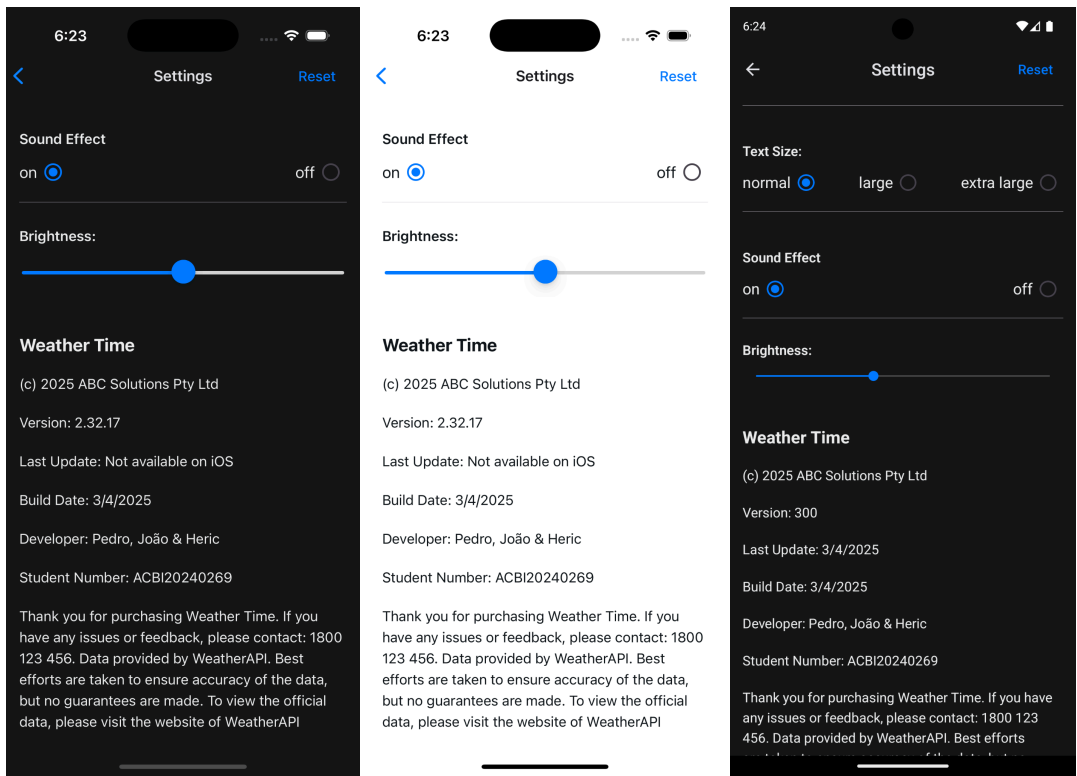 6:23
Settings
Reset
Sound Effect
on
off
Brightness:
Weather Time
(c) 2025 ABC Solutions Pty Ltd
Version: 2.32.17
Last Update: Not available on iOS
Build Date: 3/4/2025
Developer: Pedro, João & Heric
Student Number: ACBI20240269
Thank you for purchasing Weather Time. If you
have any issues or feedback, please contact: 1800
123 456. Data provided by WeatherAPI. Best
efforts are taken to ensure accuracy of the data,
but no guarantees are made. To view the official
data, please visit the website of WeatherAPI
6:23
Settings
Reset
Sound Effect
on
off
Brightness:
Weather Time
(c) 2025 ABC Solutions Pty Ltd
Version: 2.32.17
Last Update: Not available on iOS
Build Date: 3/4/2025
Developer: Pedro, João & Heric
Student Number: ACBI20240269
Thank you for purchasing Weather Time. If you
have any issues or feedback, please contact: 1800
123 456. Data provided by WeatherAPI. Best
efforts are taken to ensure accuracy of the data,
but no guarantees are made. To view the official
data, please visit the website of WeatherAPI
6:24
Settings
Reset
Text Size:
normal
large
extra large
Sound Effect
on
off
Brightness:
Weather Time
(c) 2025 ABC Solutions Pty Ltd
Version: 300
Last Update: 3/4/2025
Build Date: 3/4/2025
Developer: Pedro, João & Heric
Student Number: ACBI20240269
Thank you for purchasing Weather Time. If you have
any issues or feedback, please contact: 1800 123
456. Data provided by WeatherAPI. Best efforts